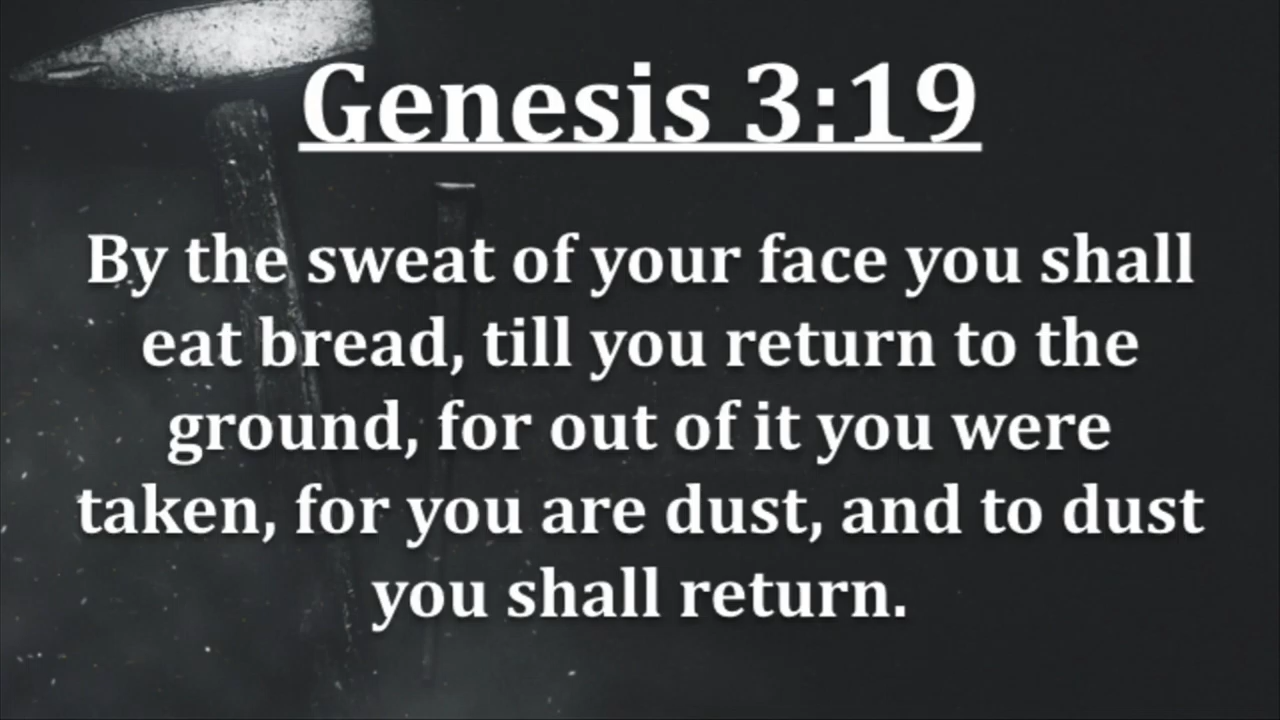 Genesis 3:19
By the sweat of your face you shall
eat bread, till you return to the
ground, for out of it you were
taken, for you are dust, and to dust
you shall return.